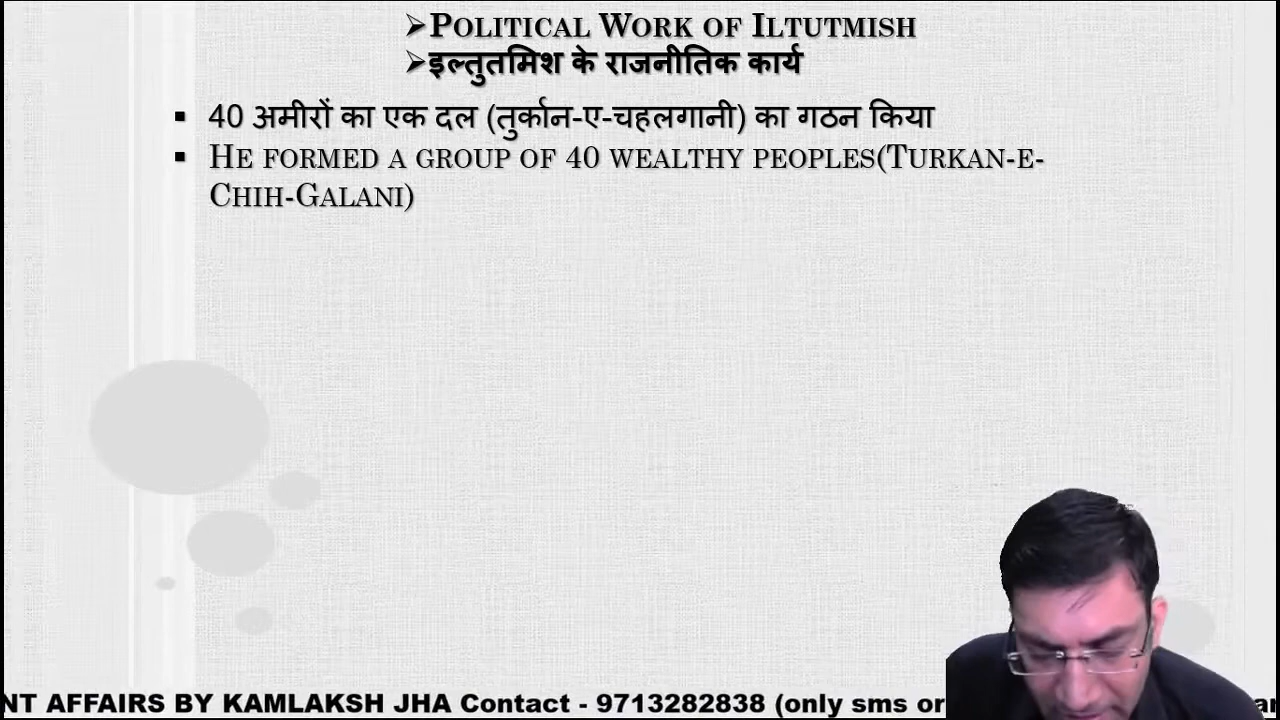 ➢Political Work of Iltutmish
➢इल्तुतमिश के राजनीतिक कार्य
▪ 40 अमीरों का एक दल (तुर्कान-ए-चहलगानी) का गठन किया
▪ He formed a group of 40 wealthy peoples(Turkan-e-
Chih-Galani)
NT AFFAIRS BY KAMLAKSH JHA Contact - 9713282838 (only sms or